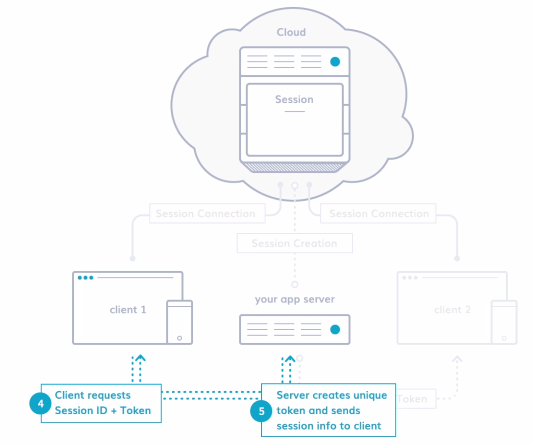 Cloud
Session
Session Connection
Session Connection
Session Creation
client 1
your app server
client 2
4
Client requests
Session ID + Token
5
Server creates unique
token and sends
session info to client
Token